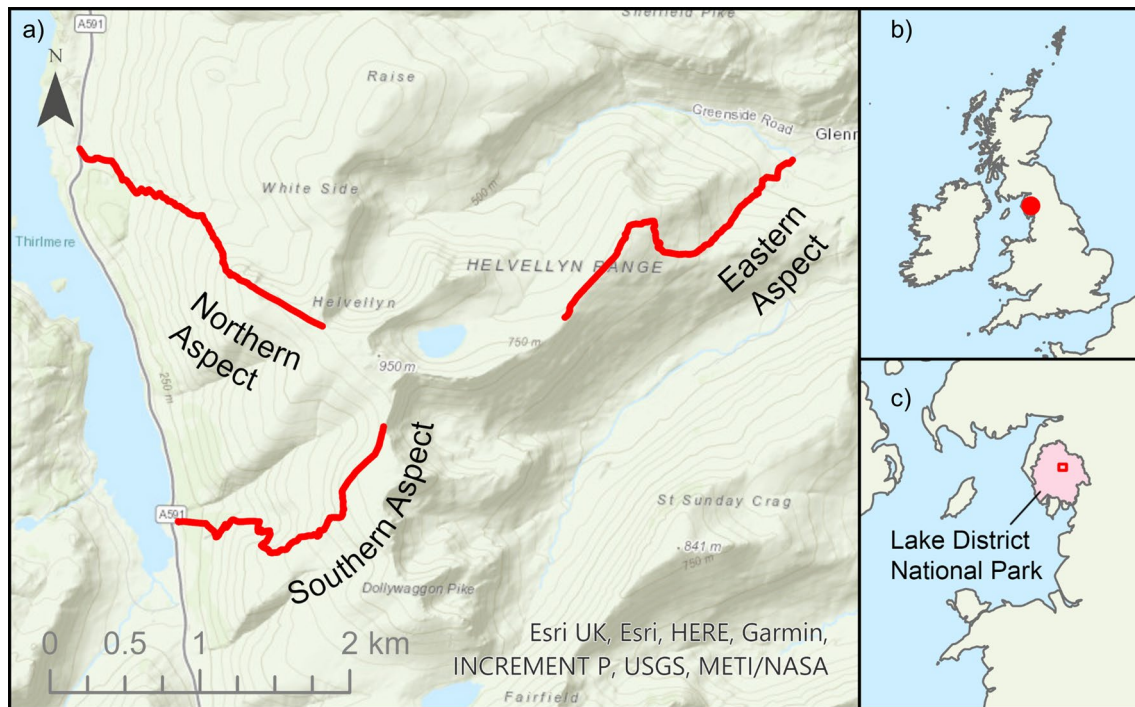 a)
A591
N
Sheffield Pike
Raise
Greenside Road
Glenr
White Side
500 m
Thirlmere
HELVELLYN RANGE
Eastern
Aspect
Helvellyn
Northern
Aspect
750 m
950 m
250 m
Southern Aspect
A591
St Sunday Crag
841 m
750 m
Dollywaggon Pike
0 0.5 1 2 km
Esri UK, Esri, HERE, Garmin,
INCREMENT P, USGS, METI/NASA
Fairfield
b)
c)
Lake District
National Park